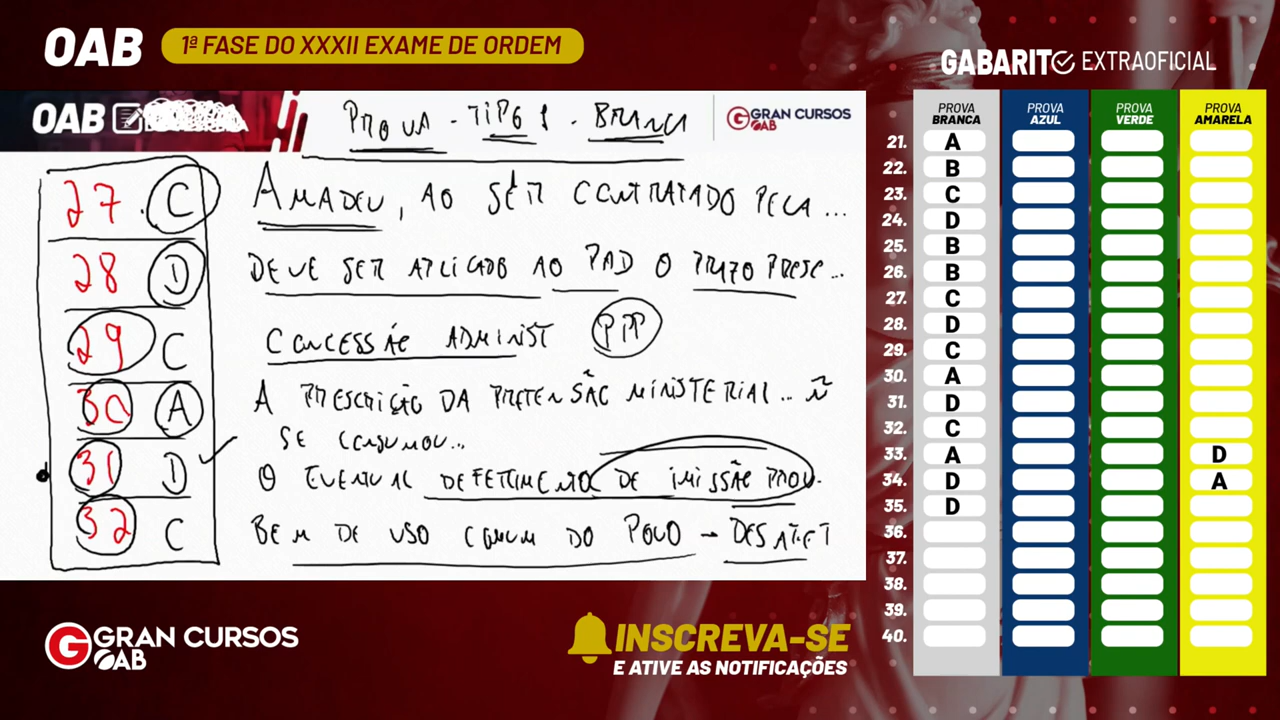 OAB
1ª FASE DO XXXII EXAME DE ORDEM
GABARITO EXTRAOFICIAL
OAB
PROVA - TIPO 1 - BRANCA
GRAN CURSOS
OAB
27 C AMADEU, AO SER CONTRATADO PELA ...
28 D DEVE SER APLICADO AO PAD O PRAZO PRESC...
29 C CONCESSÃO ADMINIST PPP
30 A A PRESCRIÇÃO DA PRETENSÃO MINISTERIAL... Ñ
SE CONSUMOU...
31 D O EVENTUAL DEFERIMENTO DE IMISSÃO PROV.
32 C BEM DE USO COMUM DO POVO - DESAFET
PROVA PROVA PROVA PROVA
BRANCA AZUL VERDE AMARELA
21. A
22. B
23. C
24. D
25. B
26. B
27. C
28. D
29. C
30. A
31. D
32. C
33. A D
34. D A
35. D
36.
37.
38.
39.
40.
GRAN CURSOS
OAB
INSCREVA-SE
E ATIVE AS NOTIFICAÇÕES